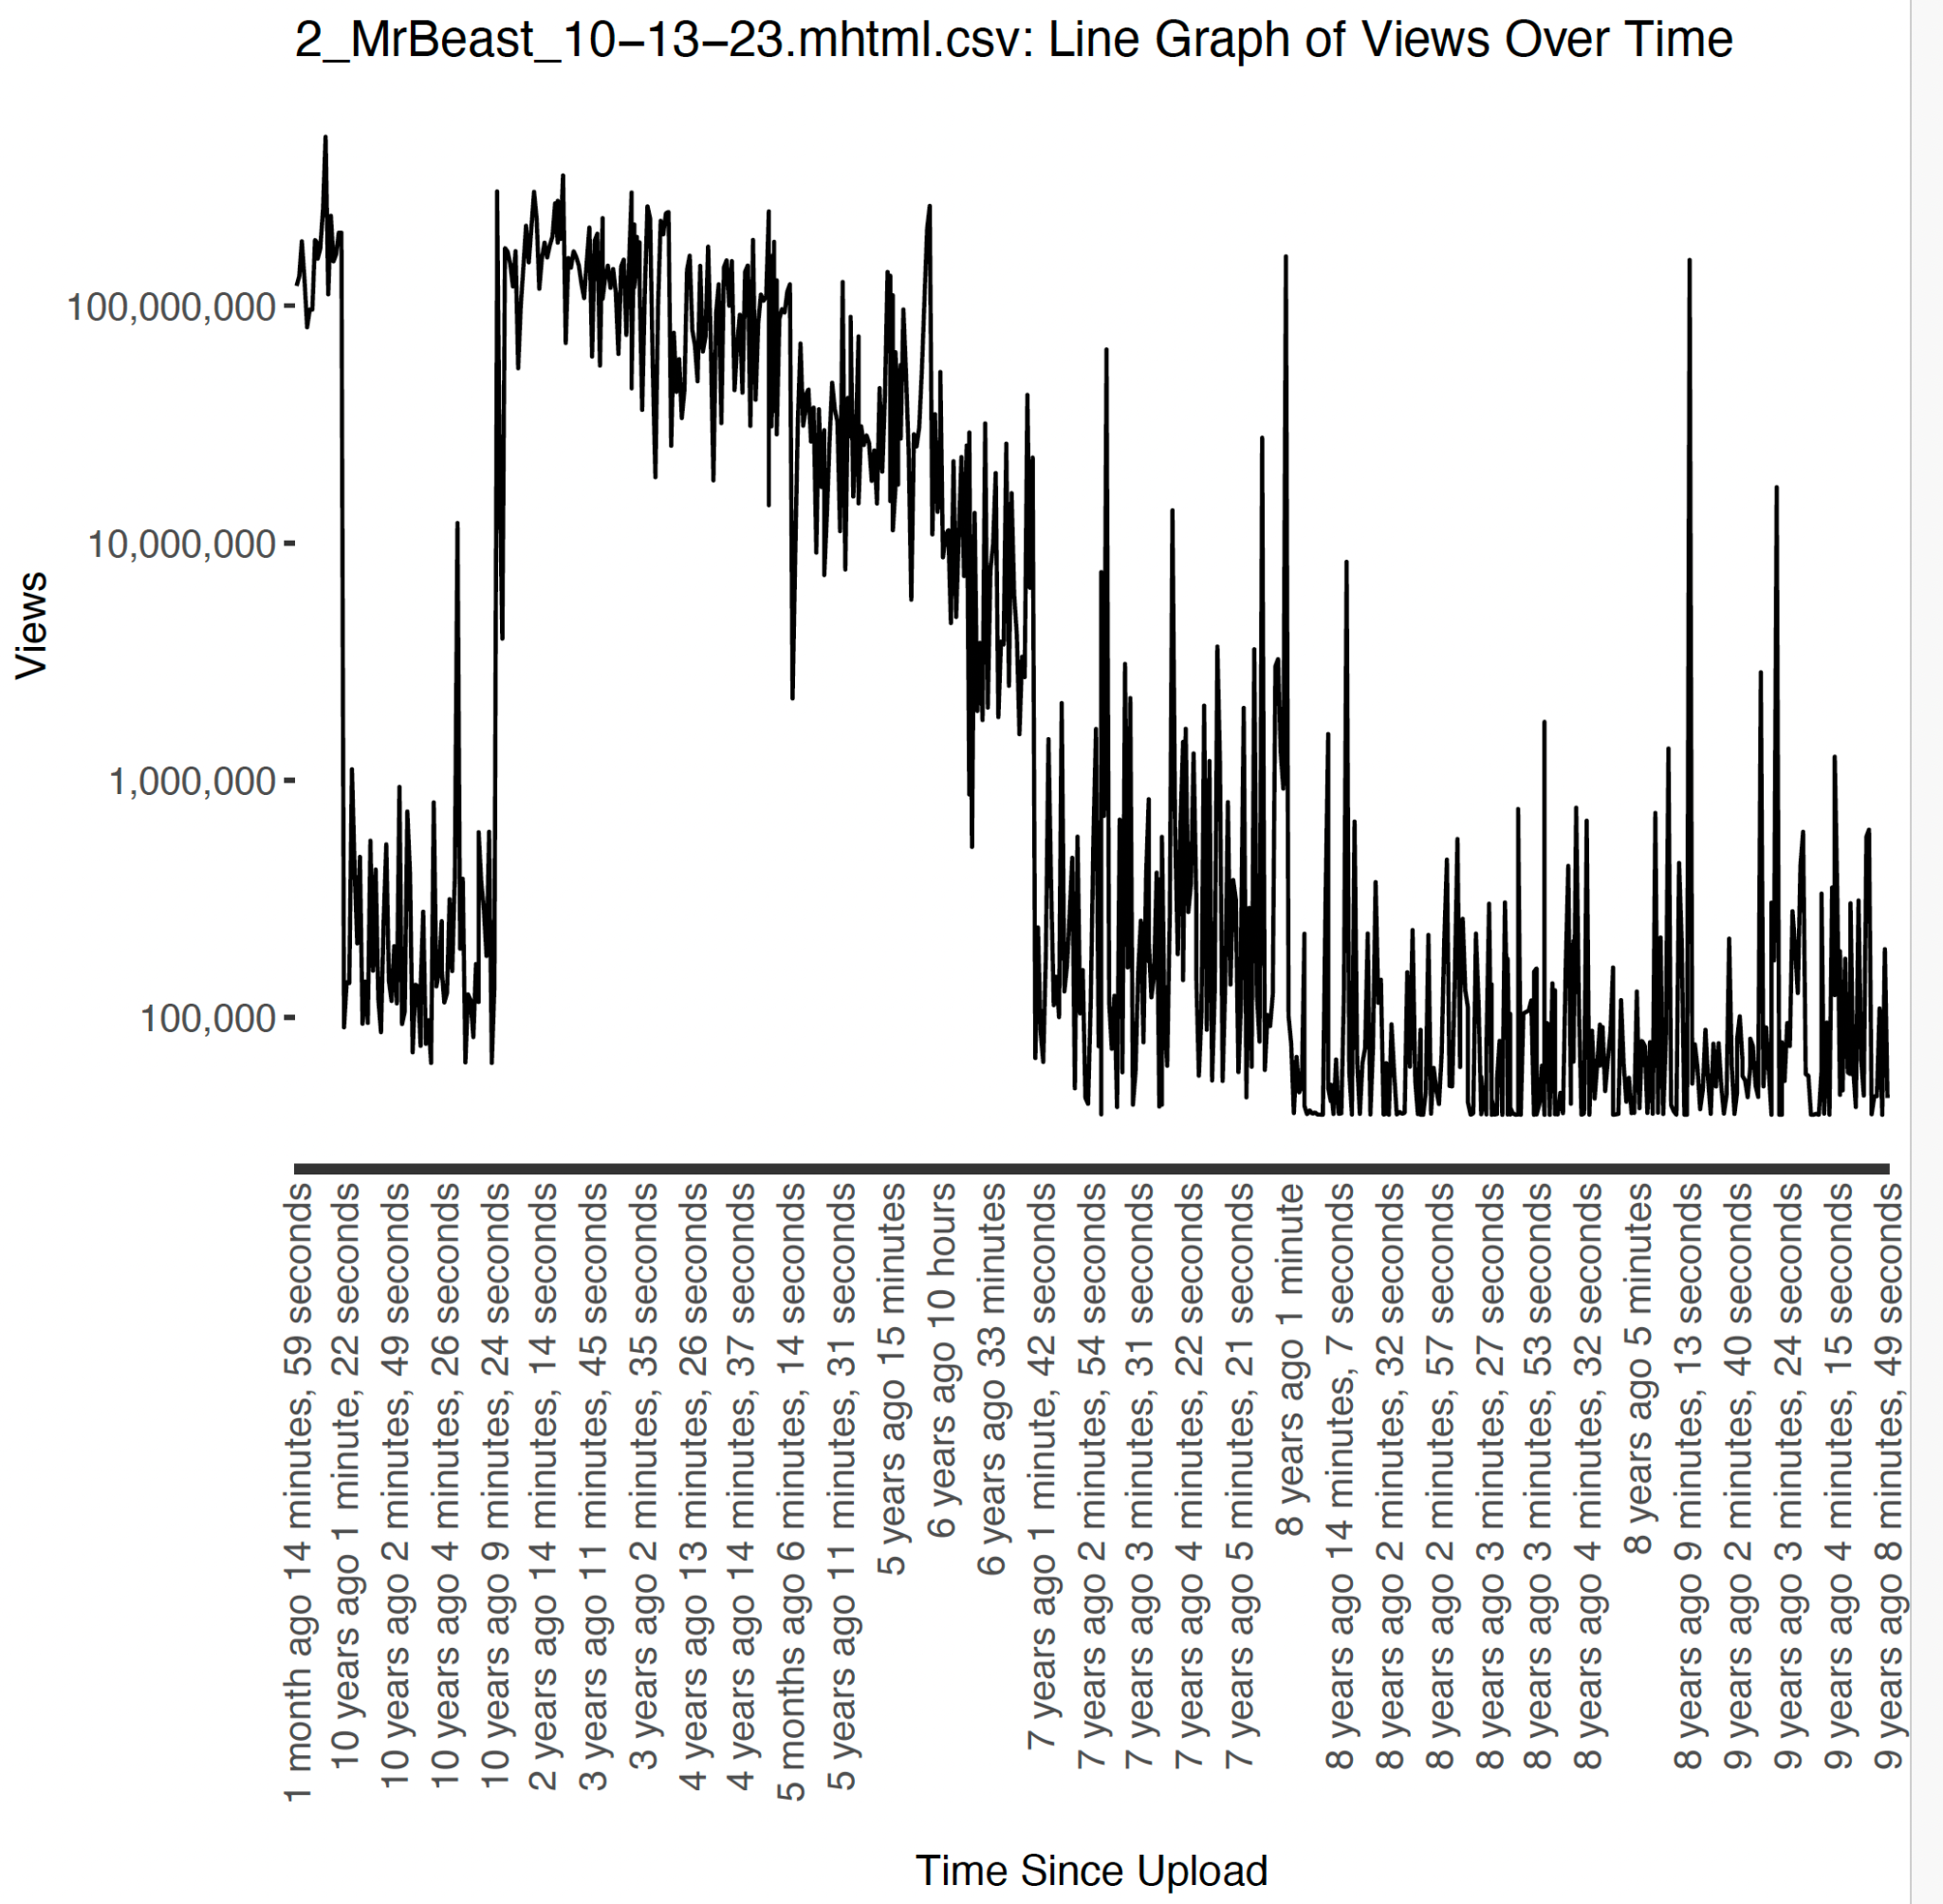 2_MrBeast_10−13−23.mhtml.csv: Line Graph of Views Over Time
Views
100,000,000
10,000,000
1,000,000
100,000
1 month ago 14 minutes, 59 seconds
10 years ago 1 minute, 22 seconds
10 years ago 2 minutes, 49 seconds
10 years ago 4 minutes, 26 seconds
10 years ago 9 minutes, 24 seconds
2 years ago 14 minutes, 14 seconds
3 years ago 11 minutes, 45 seconds
3 years ago 2 minutes, 35 seconds
4 years ago 13 minutes, 26 seconds
4 years ago 14 minutes, 37 seconds
5 months ago 6 minutes, 14 seconds
5 years ago 11 minutes, 31 seconds
5 years ago 15 minutes
6 years ago 10 hours
6 years ago 33 minutes
7 years ago 1 minute, 42 seconds
7 years ago 2 minutes, 54 seconds
7 years ago 3 minutes, 31 seconds
7 years ago 4 minutes, 22 seconds
7 years ago 5 minutes, 21 seconds
8 years ago 1 minute
8 years ago 14 minutes, 7 seconds
8 years ago 2 minutes, 32 seconds
8 years ago 2 minutes, 57 seconds
8 years ago 3 minutes, 27 seconds
8 years ago 3 minutes, 53 seconds
8 years ago 4 minutes, 32 seconds
8 years ago 5 minutes
8 years ago 9 minutes, 13 seconds
9 years ago 2 minutes, 40 seconds
9 years ago 3 minutes, 24 seconds
9 years ago 4 minutes, 15 seconds
9 years ago 8 minutes, 49 seconds
Time Since Upload